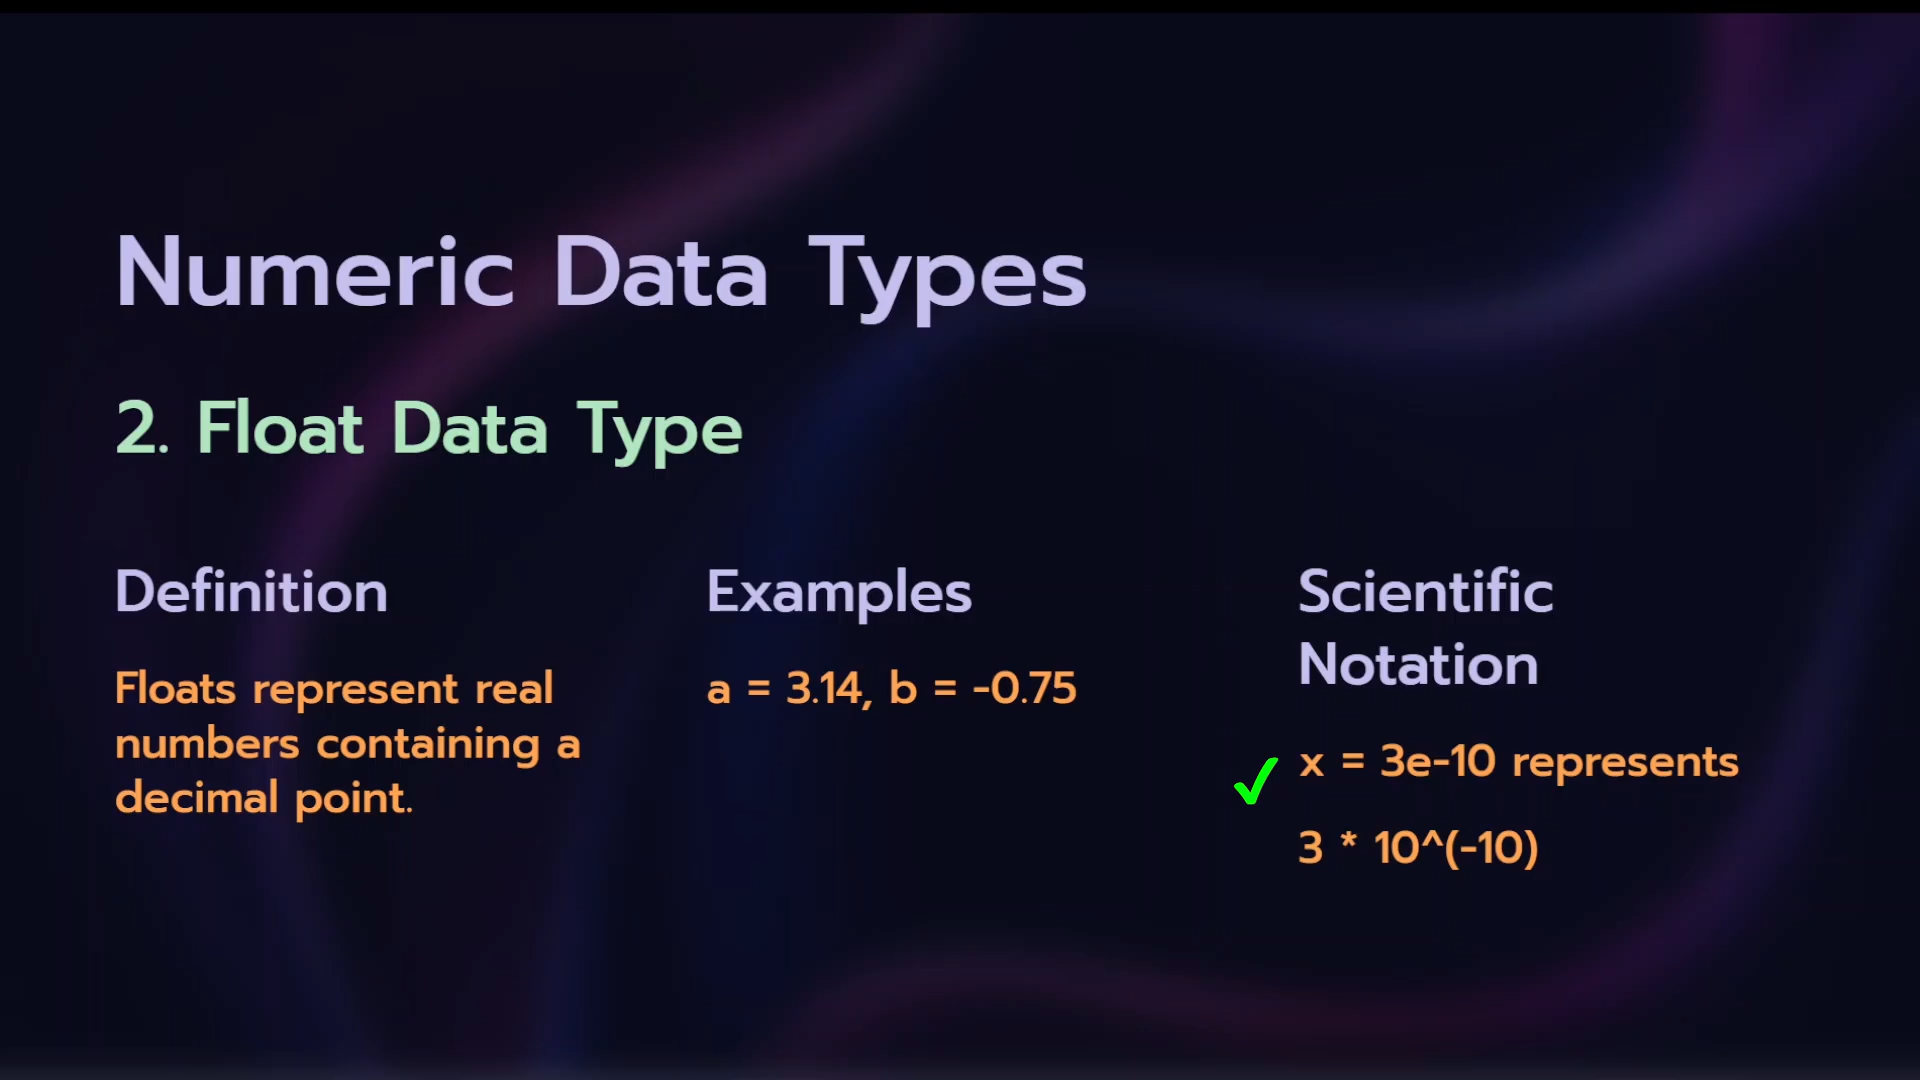 Numeric Data Types
2. Float Data Type
Definition
Floats represent real
numbers containing a
decimal point.
Examples
a = 3.14, b = -0.75
Scientific
Notation
x = 3e-10 represents
3 * 10^(-10)